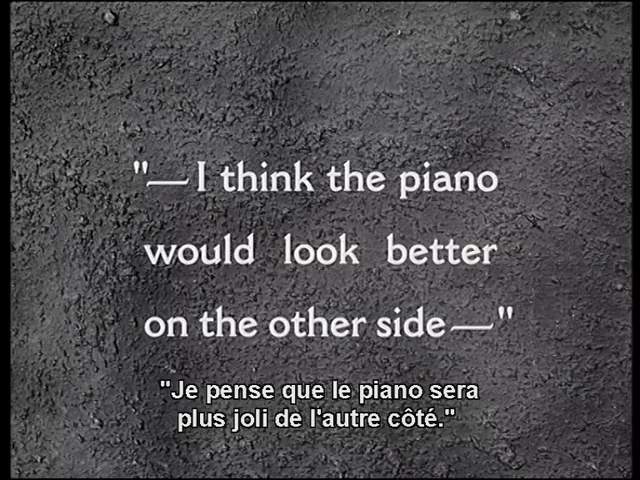 "—I think the piano
would look better
on the other side—"
"Je pense que le piano sera
plus joli de l'autre côté."